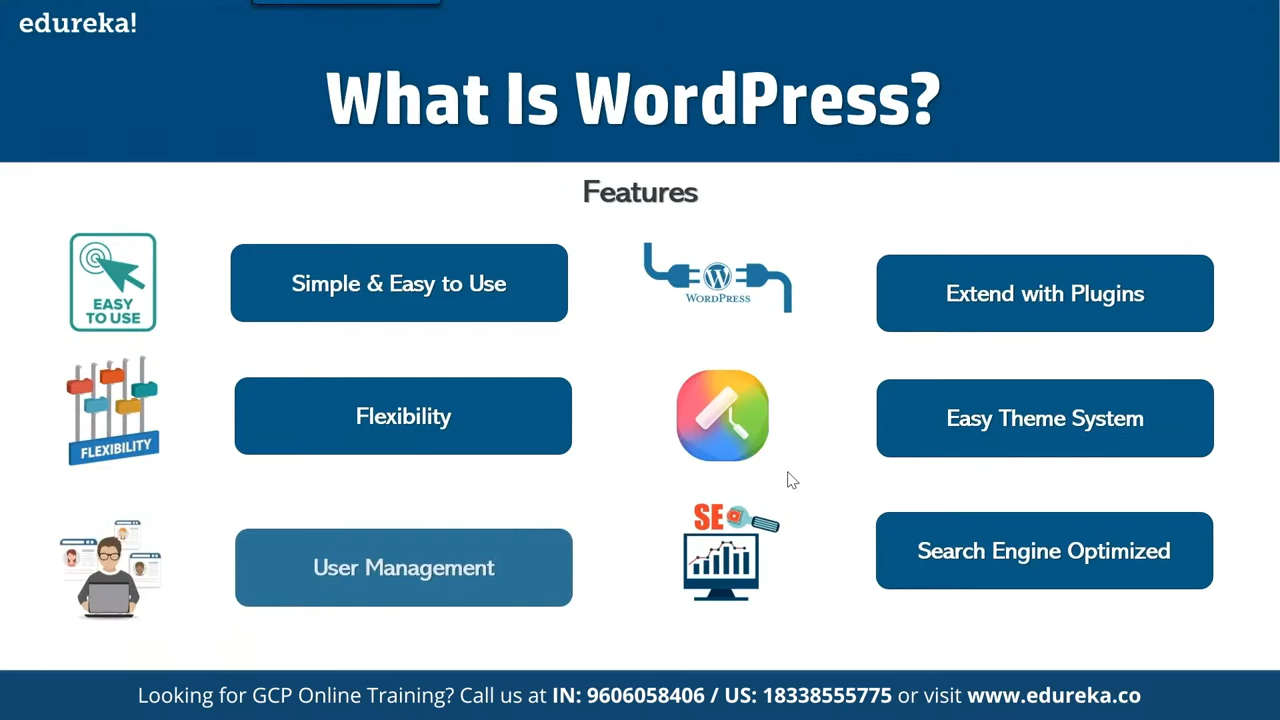 edureka!
What Is WordPress?
Features
EASY
TO USE
Simple & Easy to Use
WORDPRESS
Extend with Plugins
FLEXIBILITY
Flexibility
Easy Theme System
User Management
SEO
Search Engine Optimized
Looking for GCP Online Training? Call us at IN: 9606058406 / US: 18338555775 or visit www.edureka.co